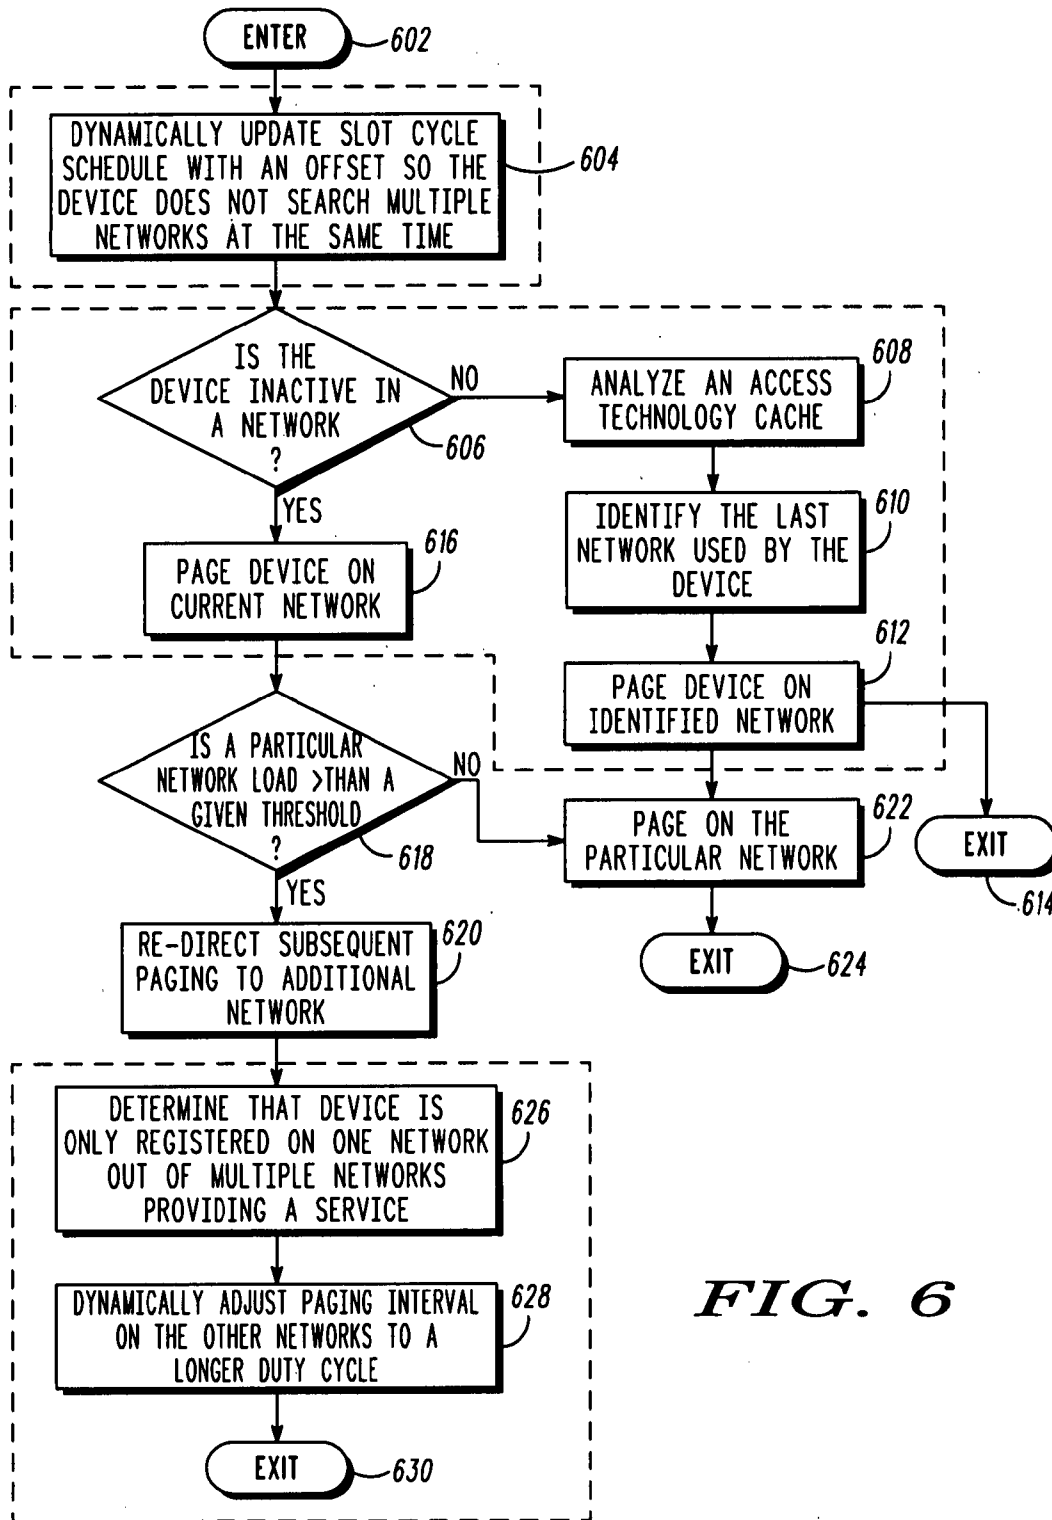 ENTER
602
DYNAMICALLY UPDATE SLOT CYCLE
SCHEDULE WITH AN OFFSET SO THE
DEVICE DOES NOT SEARCH MULTIPLE
NETWORKS AT THE SAME TIME
604
IS THE
DEVICE INACTIVE IN
A NETWORK
?
606
NO
YES
ANALYZE AN ACCESS
TECHNOLOGY CACHE
608
IDENTIFY THE LAST
NETWORK USED BY THE
DEVICE
610
PAGE DEVICE ON
CURRENT NETWORK
616
PAGE DEVICE ON
IDENTIFIED NETWORK
612
IS A PARTICULAR
NETWORK LOAD >THAN A
GIVEN THRESHOLD
?
618
NO
YES
PAGE ON THE
PARTICULAR NETWORK
622
EXIT
614
EXIT
624
RE-DIRECT SUBSEQUENT
PAGING TO ADDITIONAL
NETWORK
620
DETERMINE THAT DEVICE IS
ONLY REGISTERED ON ONE NETWORK
OUT OF MULTIPLE NETWORKS
PROVIDING A SERVICE
626
DYNAMICALLY ADJUST PAGING INTERVAL
ON THE OTHER NETWORKS TO A
LONGER DUTY CYCLE
628
EXIT
630
FIG. 6